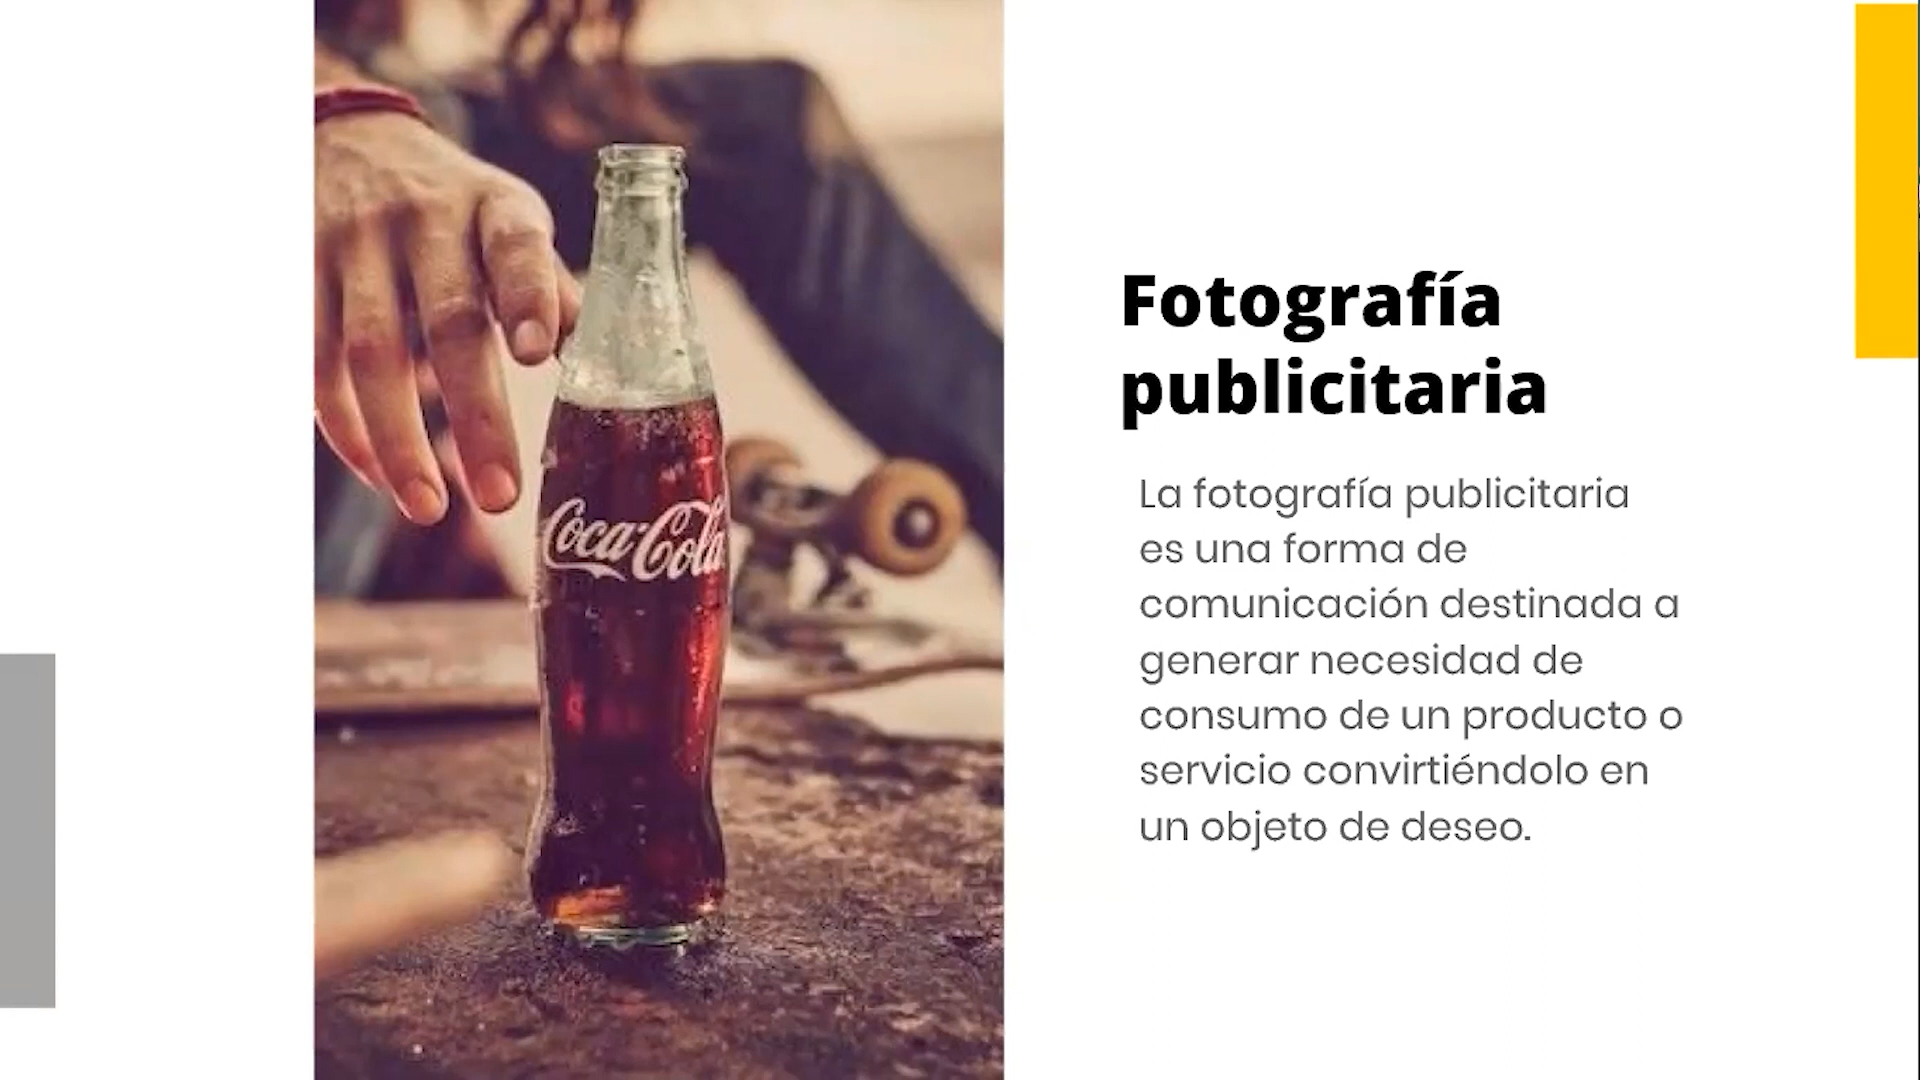 Fotografía
publicitaria
La fotografía publicitaria
es una forma de
comunicación destinada a
generar necesidad de
consumo de un producto o
servicio convirtiéndolo en
un objeto de deseo.
Coca-Cola